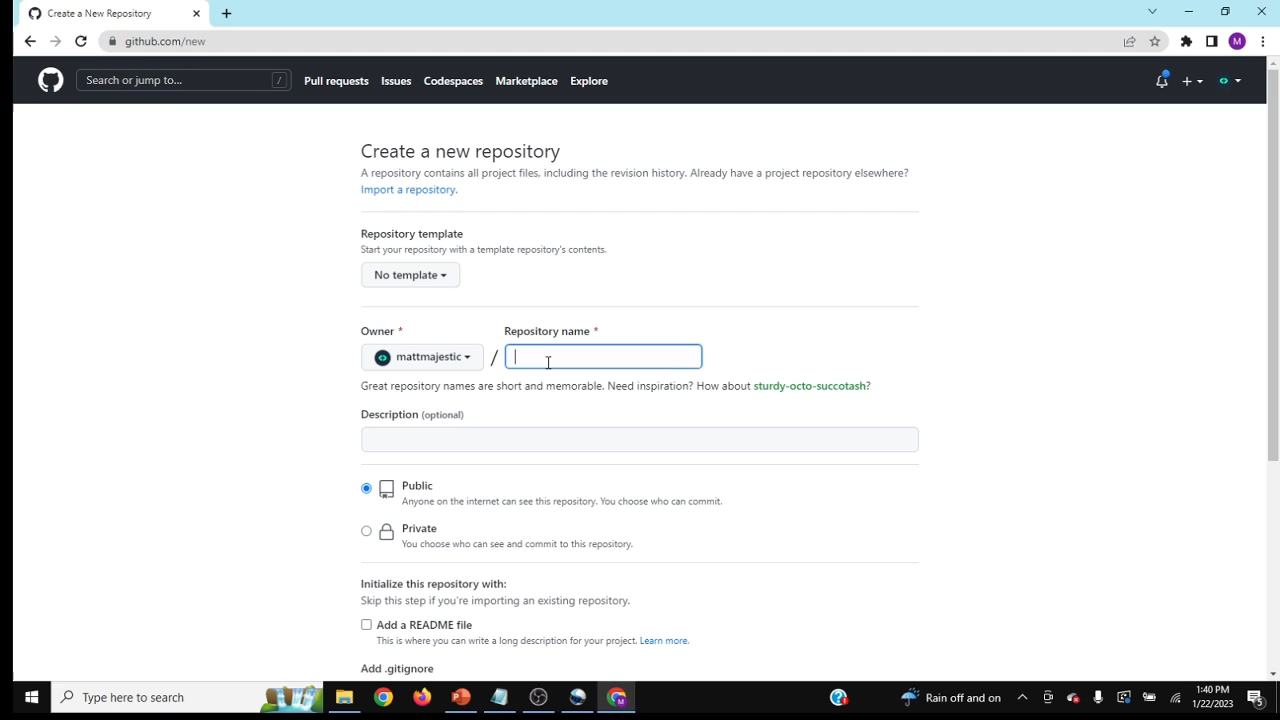 Create a New Repository
github.com/new
M
Search or jump to...
/
Pull requests
Issues
Codespaces
Marketplace
Explore
Create a new repository
A repository contains all project files, including the revision history. Already have a project repository elsewhere?
Import a repository.
Repository template
Start your repository with a template repository's contents.
No template
Owner *
Repository name *
mattmajestic
/
Great repository names are short and memorable. Need inspiration? How about sturdy-octo-succotash?
Description (optional)
Public
Anyone on the internet can see this repository. You choose who can commit.
Private
You choose who can see and commit to this repository.
Initialize this repository with:
Skip this step if you're importing an existing repository.
Add a README file
This is where you can write a long description for your project. Learn more.
Add .gitignore
Type here to search
Rain off and on
1:40 PM
1/22/2023
5